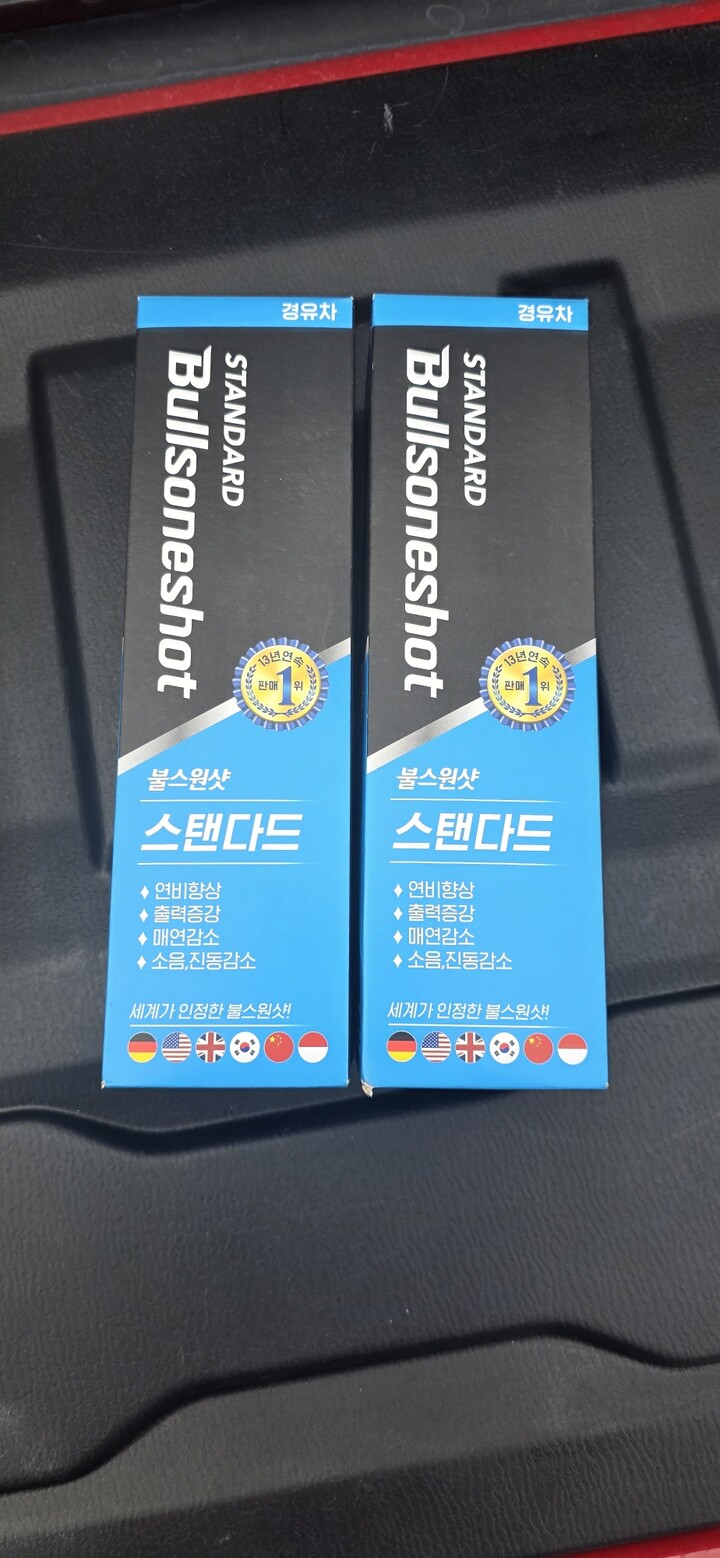 경유차
STANDARD
Bullsoneshot
13년연속
판매 1위
불스원샷
스탠다드
♦ 연비향상
♦ 출력증강
♦ 매연감소
♦ 소음,진동감소
세계가 인정한 불스원샷!
경유차
STANDARD
Bullsoneshot
13년연속
판매 1위
불스원샷
스탠다드
♦ 연비향상
♦ 출력증강
♦ 매연감소
♦ 소음,진동감소
세계가 인정한 불스원샷!